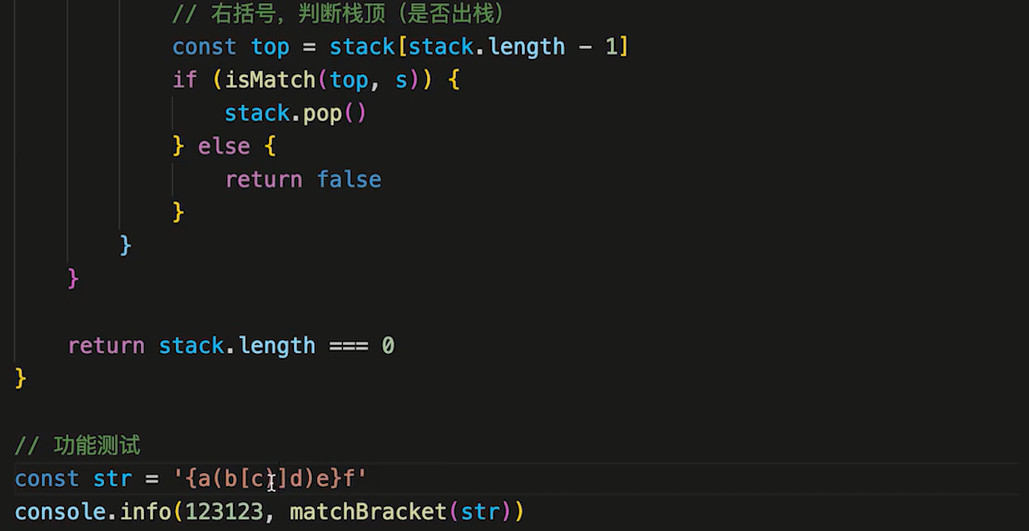 // 右括号，判断栈顶（是否出栈）
const top = stack[stack.length - 1]
if (isMatch(top, s)) {
stack.pop()
} else {
return false
}
}
}
return stack.length === 0
}
// 功能测试
const str = '{a(b[c}]d)e}f'
console.info(123123, matchBracket(str))